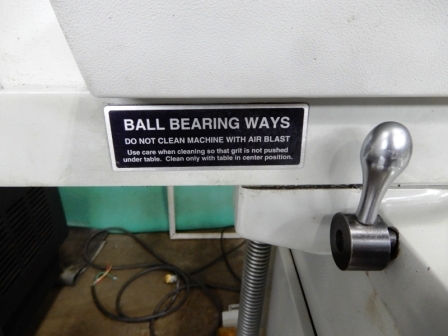 BALL BEARING WAYS
DO NOT CLEAN MACHINE WITH AIR BLAST
Use care when cleaning so that grit is not pushed
under table. Clean only with table in center position.